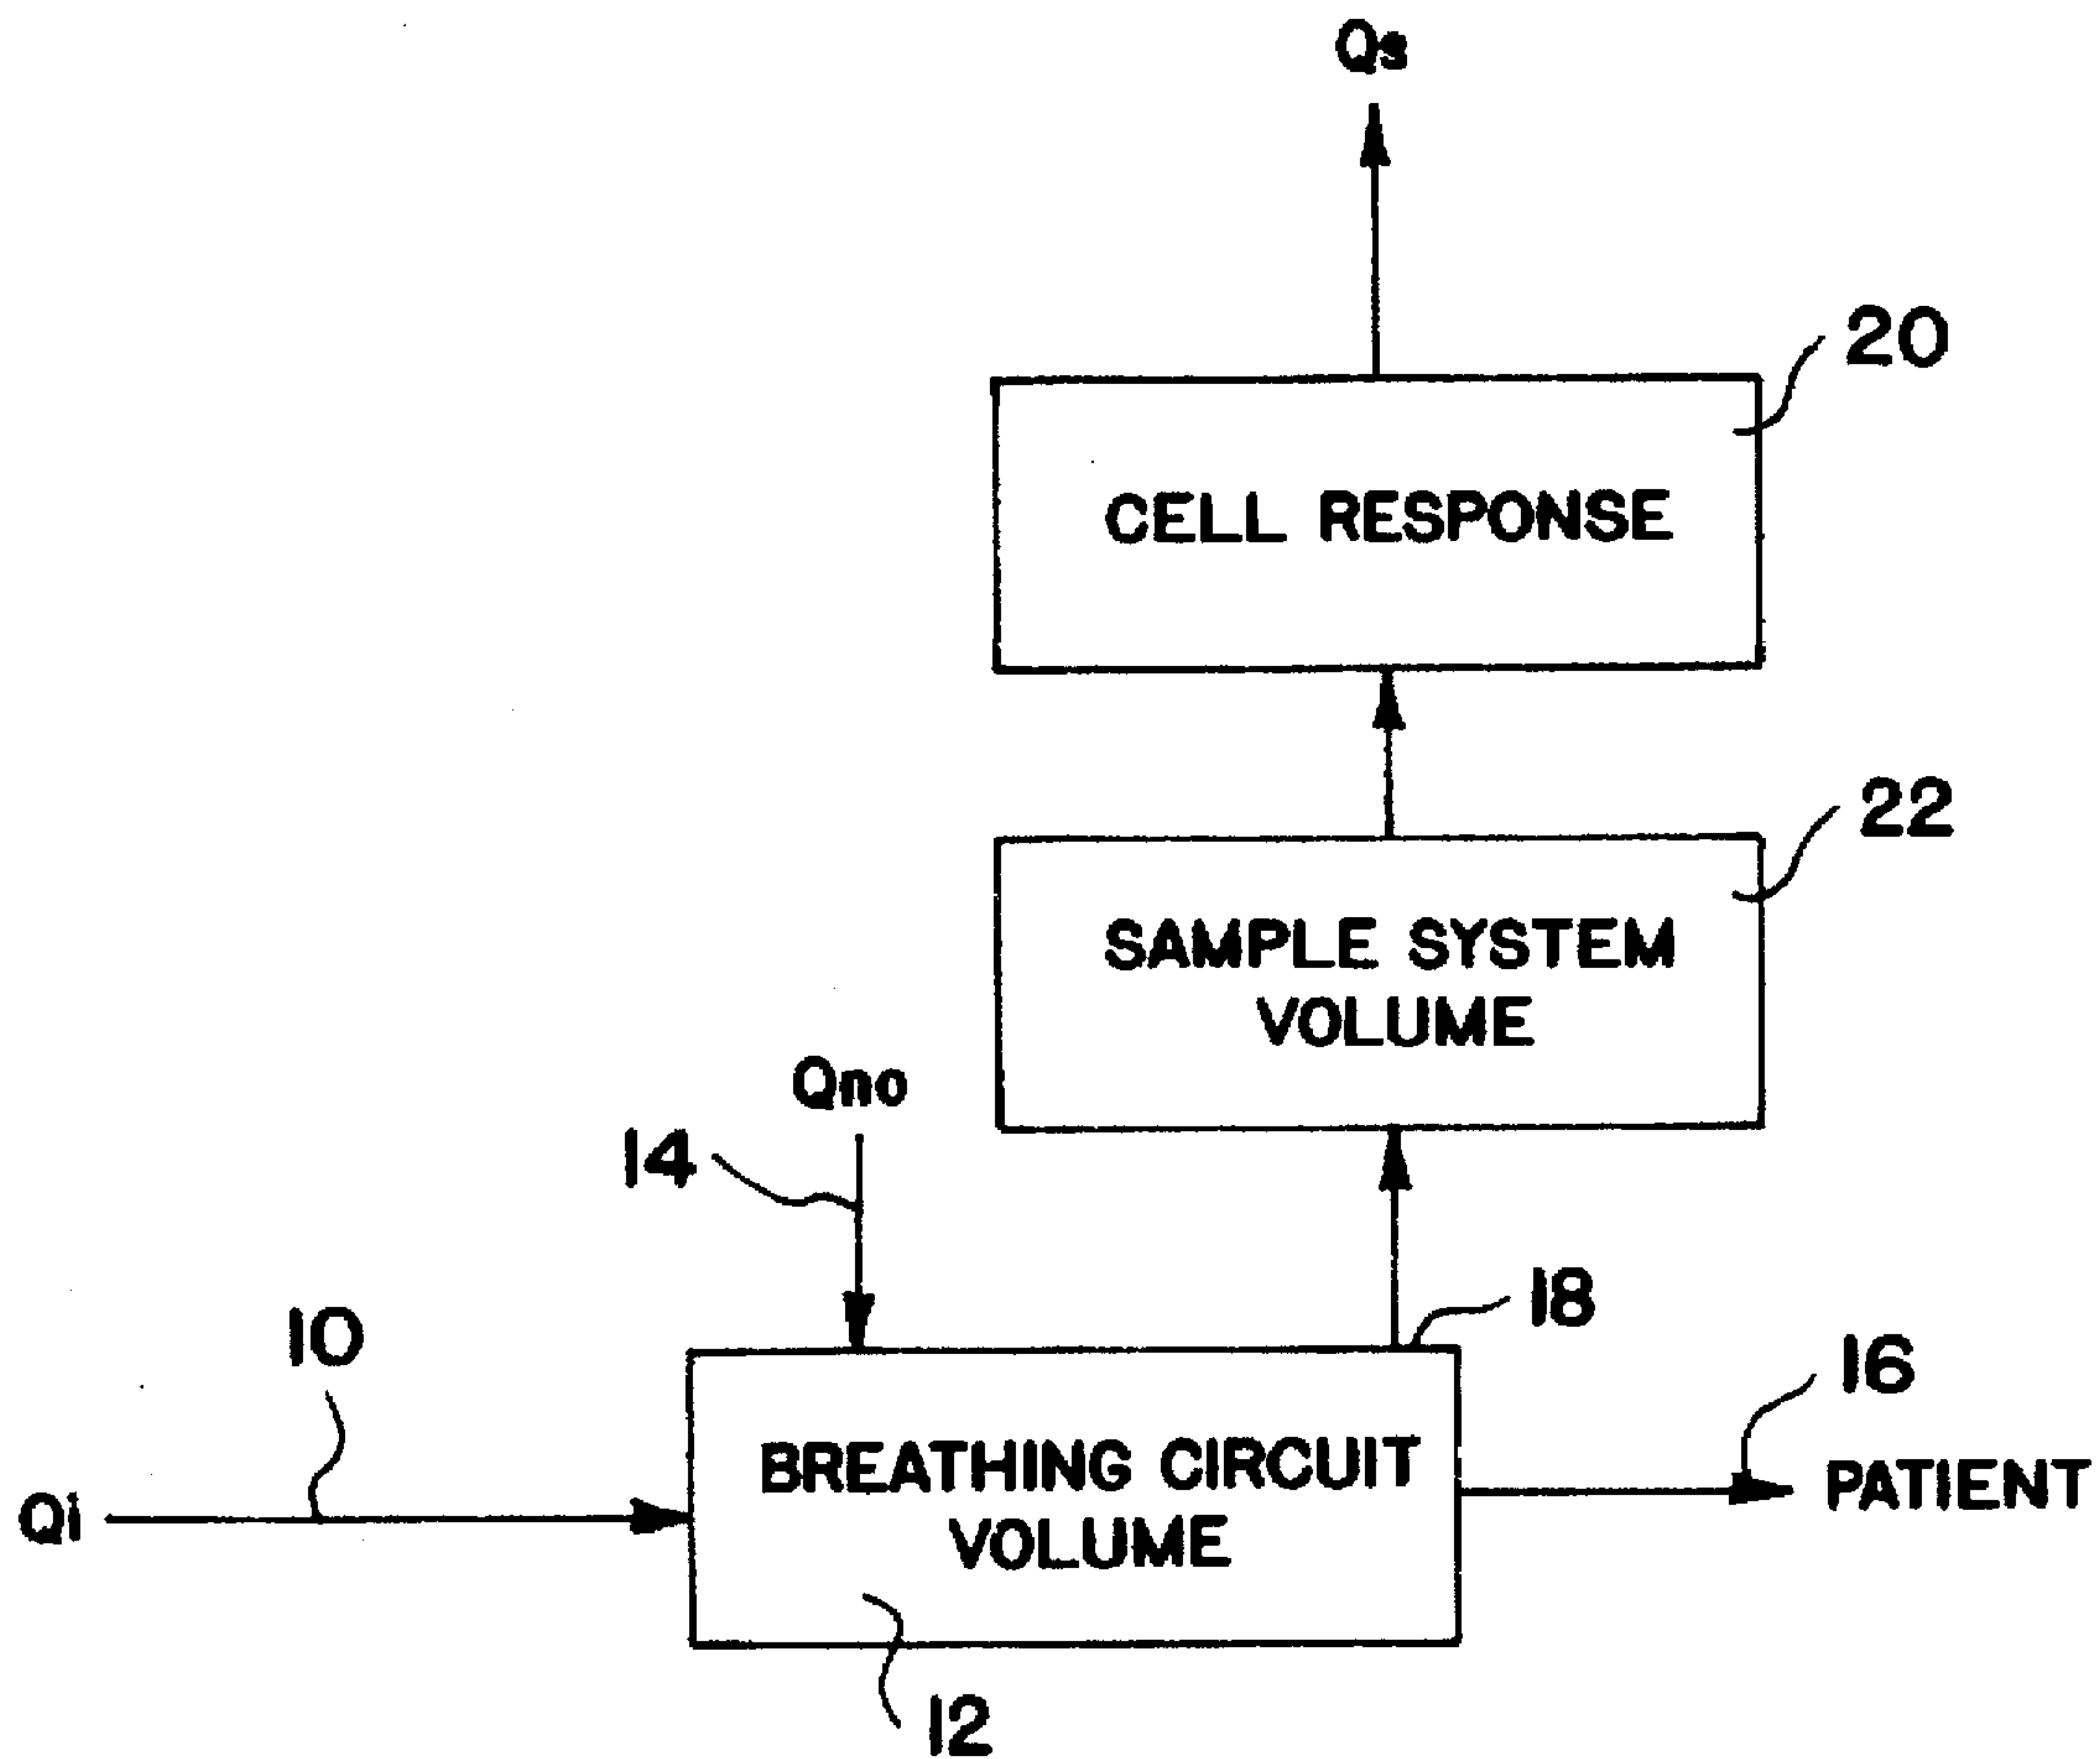 Qs
20
CELL RESPONSE
22
SAMPLE SYSTEM
VOLUME
Qno
14
18
10
16
BREATHING CIRCUIT
VOLUME
PATIENT
Qi
12